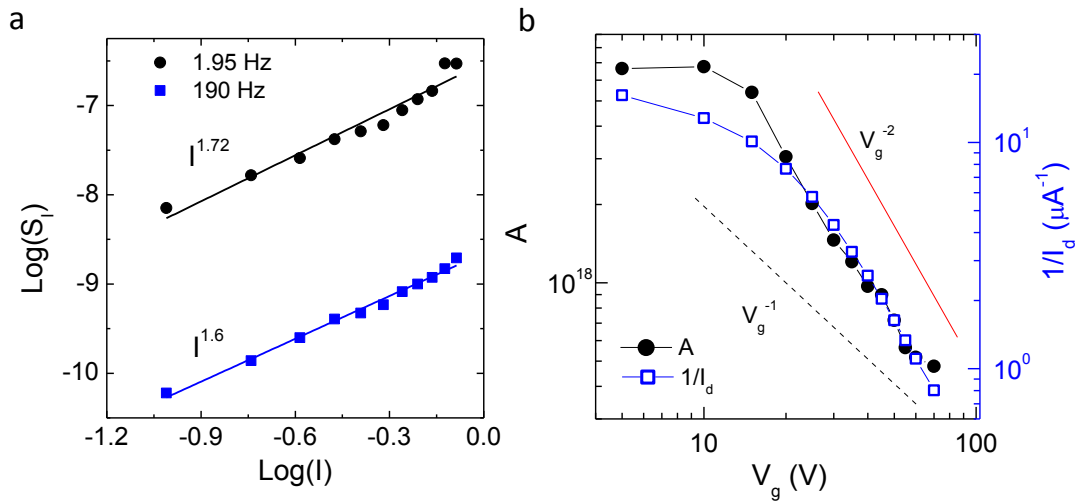 a
1.95 Hz
190 Hz
I^1.72
I^1.6
-7
-8
-9
-10
-1.2
-0.9
-0.6
-0.3
0.0
Log(S_I)
Log(I)
b
V_g^-2
V_g^-1
A
1/I_d
10^18
A
10
100
V_g (V)
10^1
10^0
1/I_d (μA^-1)